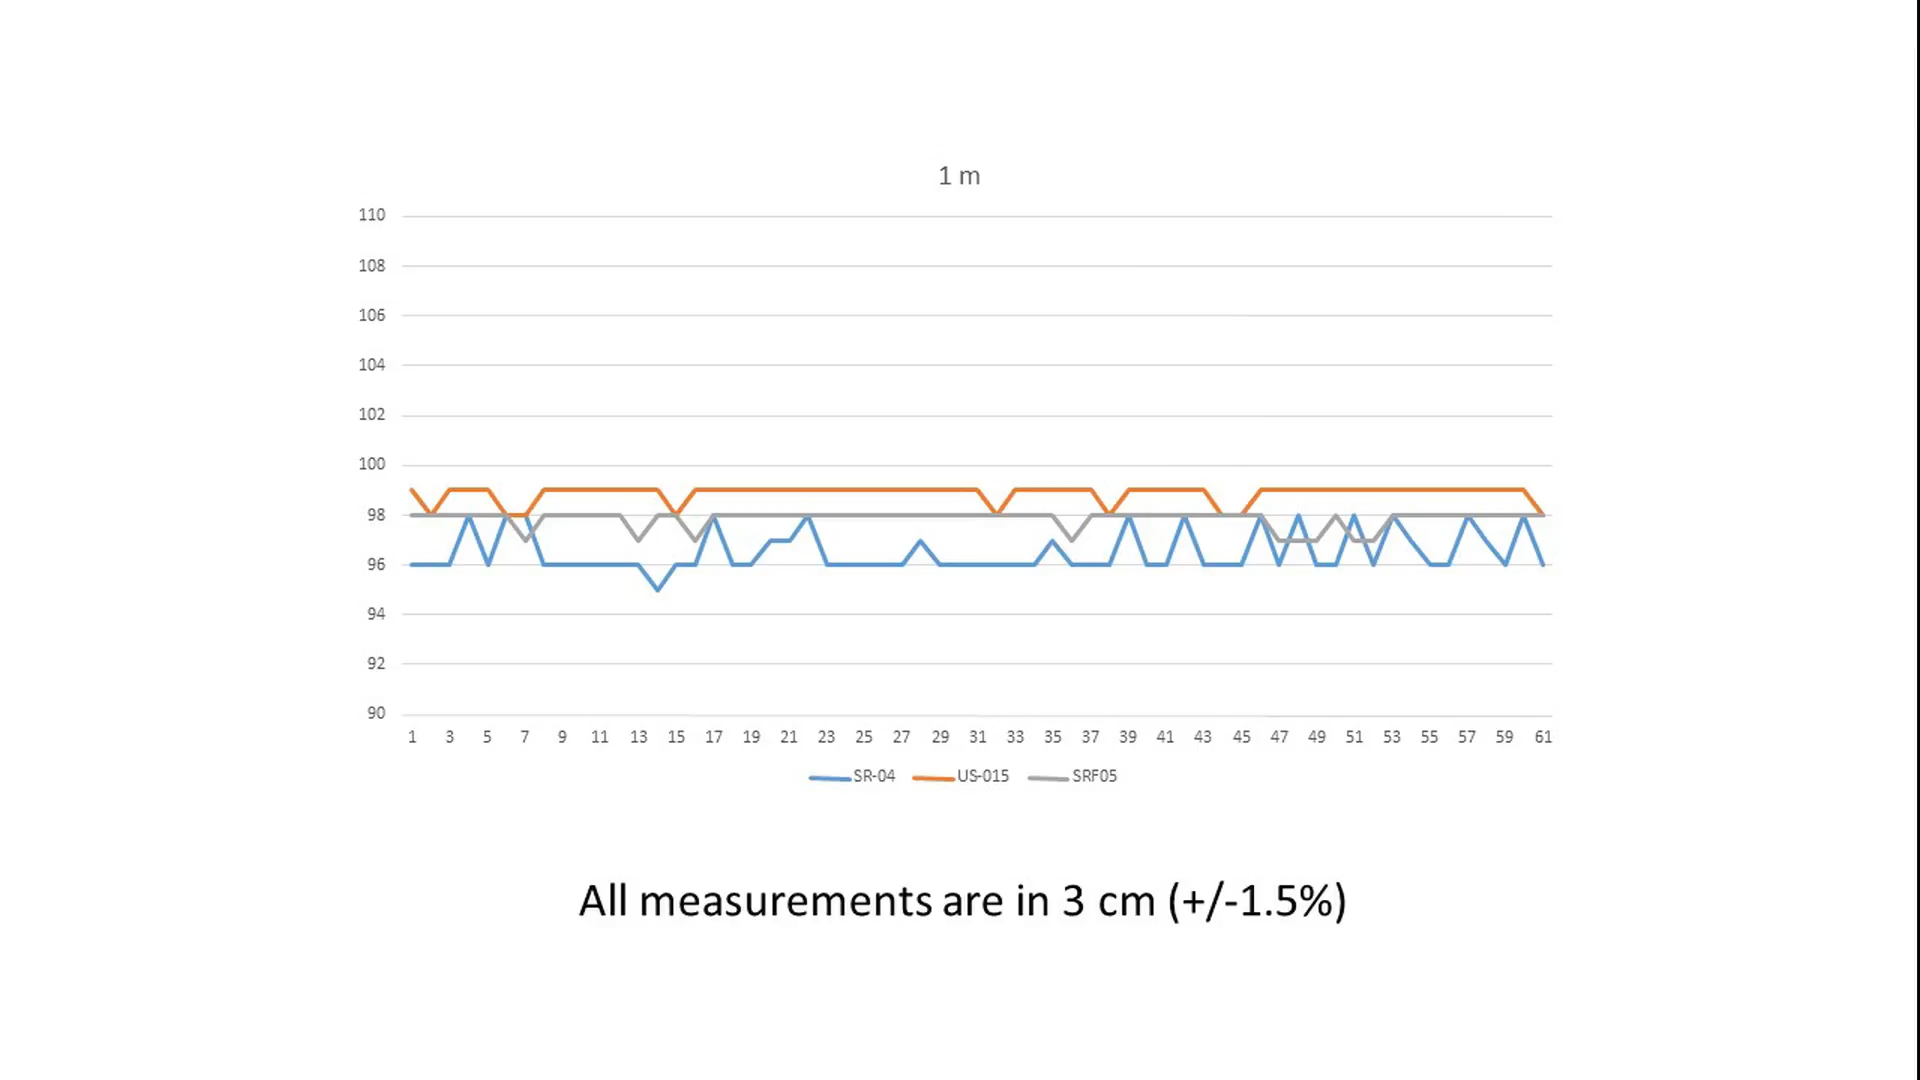 1 m
110
108
106
104
102
100
98
96
94
92
90
1 3 5 7 9 11 13 15 17 19 21 23 25 27 29 31 33 35 37 39 41 43 45 47 49 51 53 55 57 59 61
SR-04 US-015 SRF05
All measurements are in 3 cm (+/-1.5%)